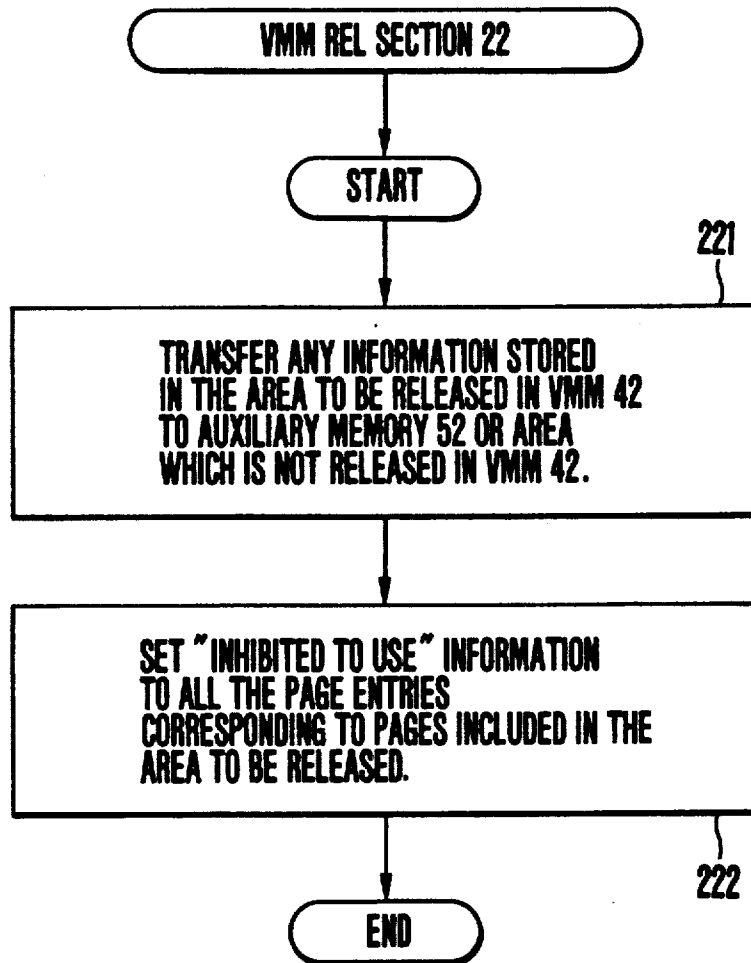 VMM REL SECTION 22
START
221
TRANSFER ANY INFORMATION STORED
IN THE AREA TO BE RELEASED IN VMM 42
TO AUXILIARY MEMORY 52 OR AREA
WHICH IS NOT RELEASED IN VMM 42.
SET "INHIBITED TO USE" INFORMATION
TO ALL THE PAGE ENTRIES
CORRESPONDING TO PAGES INCLUDED IN THE
AREA TO BE RELEASED.
222
END